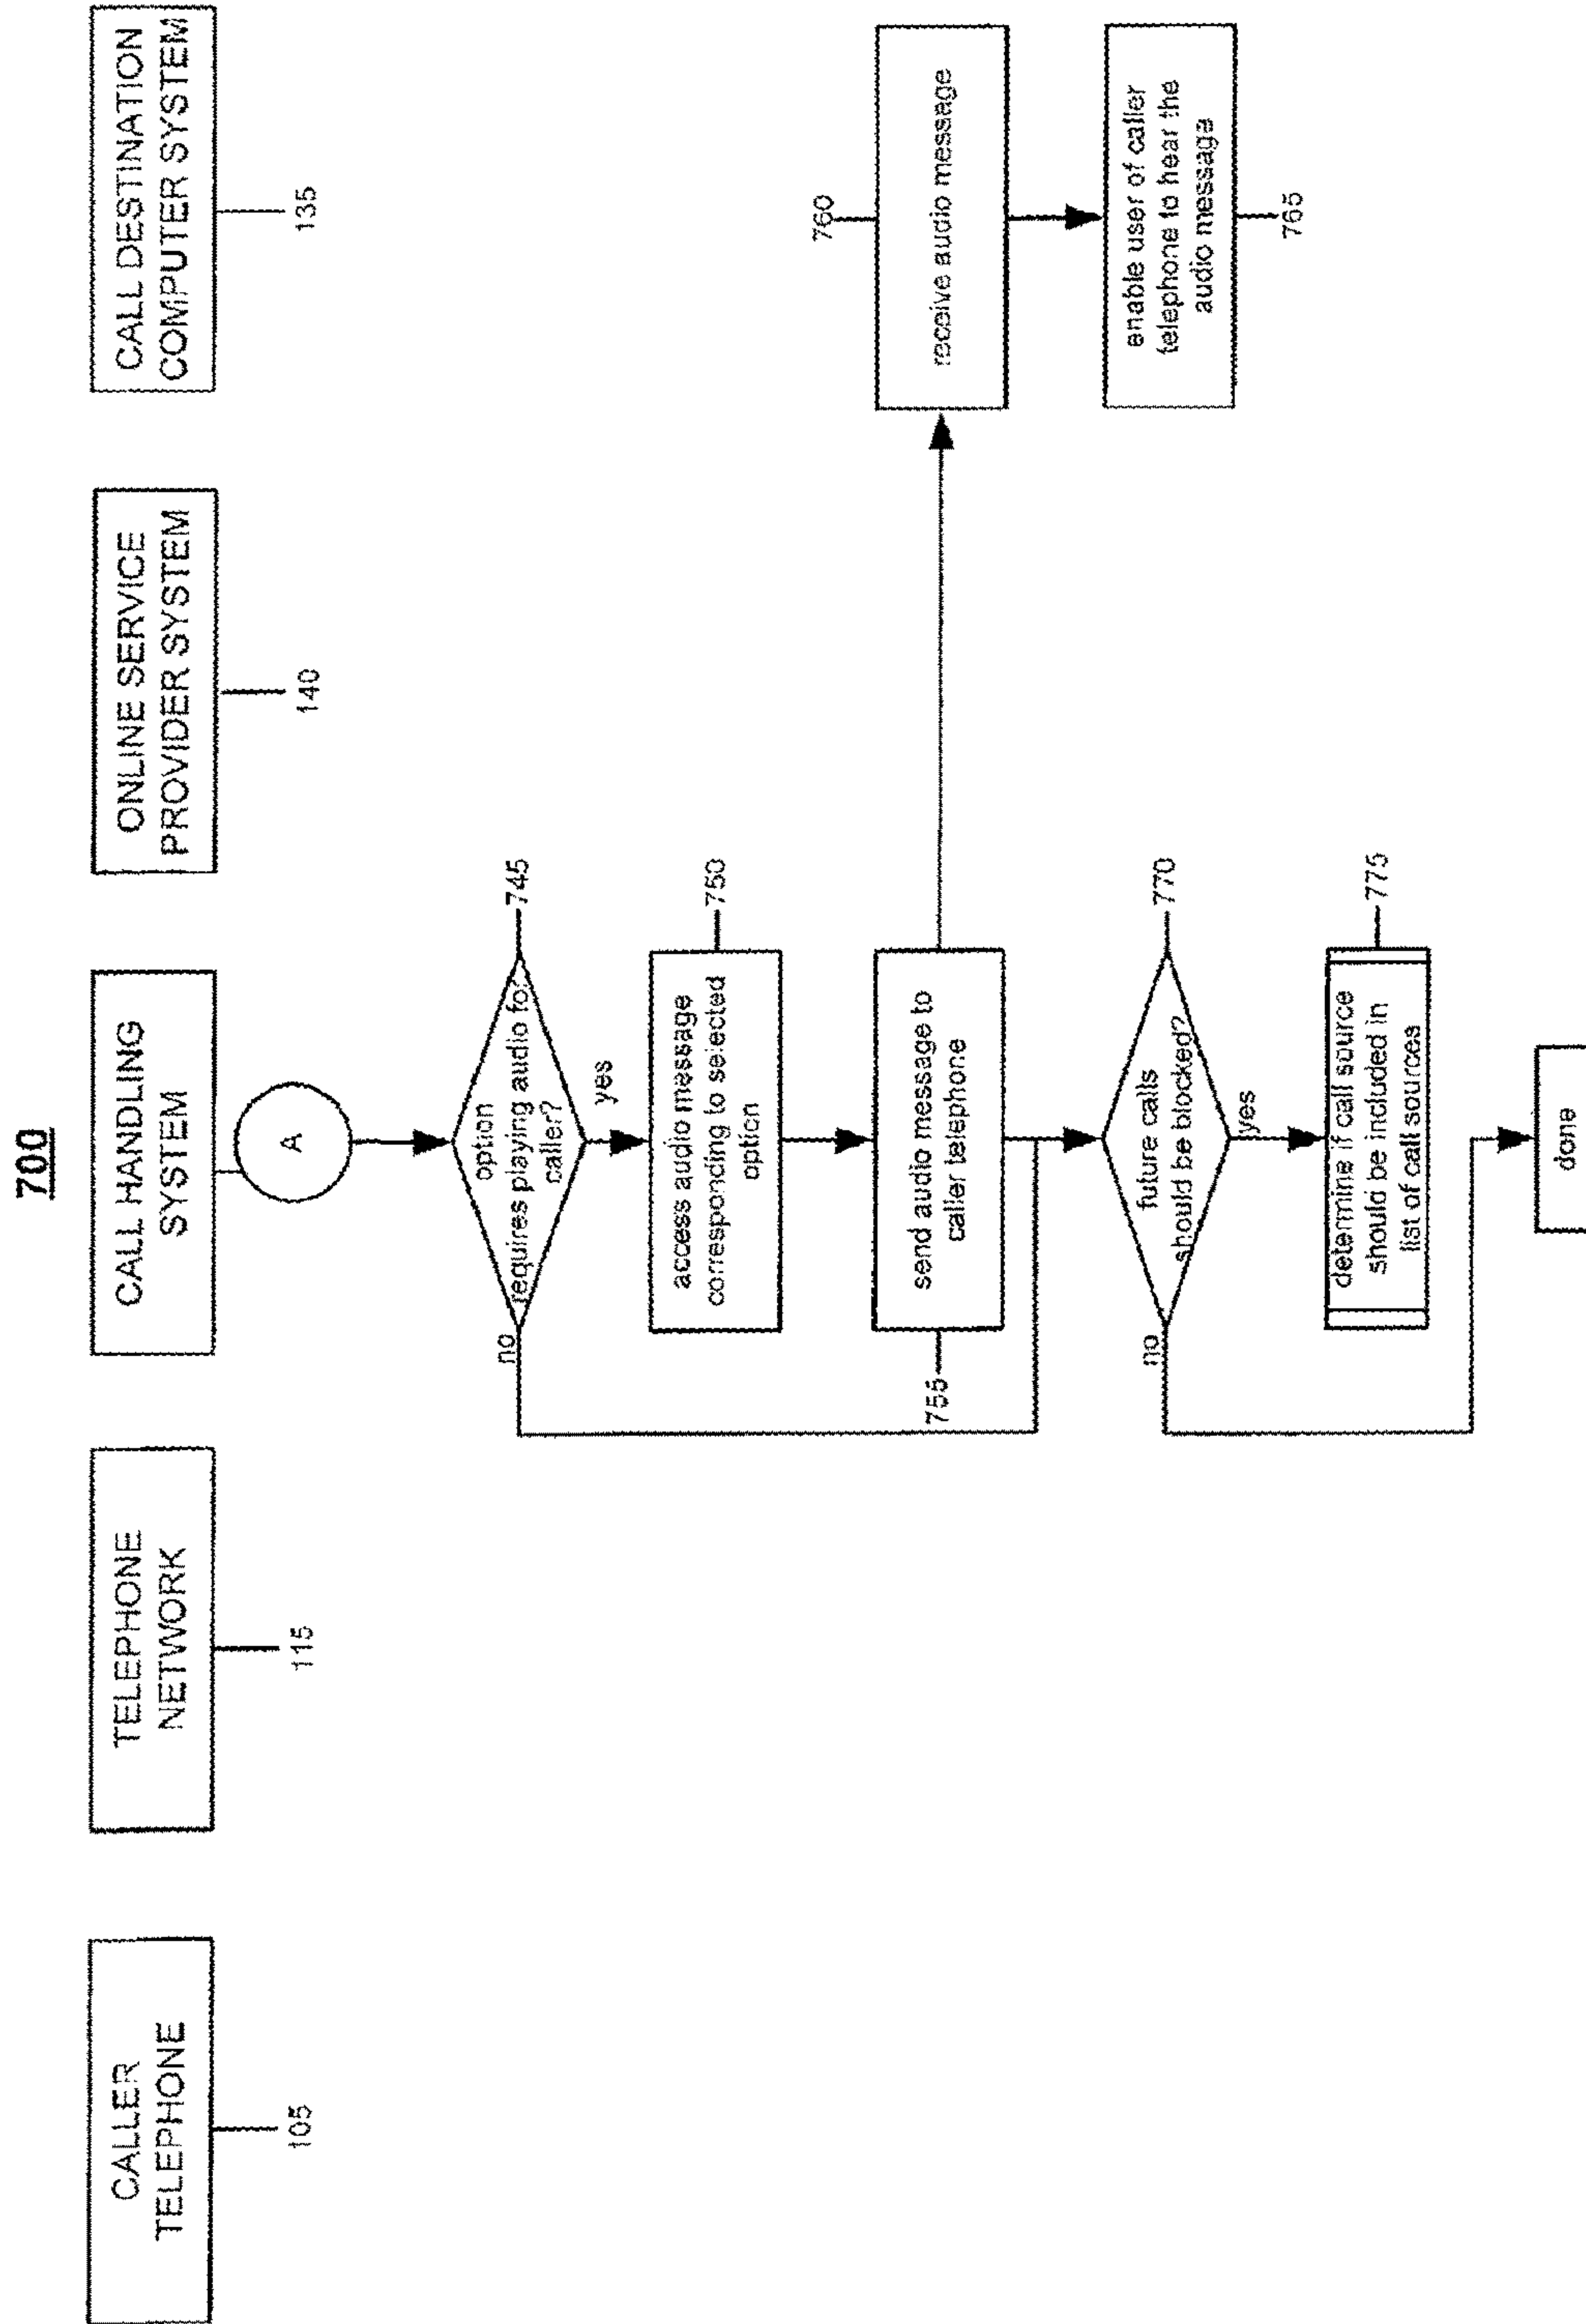 700
CALLER
TELEPHONE
105
TELEPHONE
NETWORK
115
CALL HANDLING
SYSTEM
ONLINE SERVICE
PROVIDER SYSTEM
140
CALL DESTINATION
COMPUTER SYSTEM
135
A
option
requires playing audio for
caller?
745
no
yes
access audio message
corresponding to selected
option
750
send audio message to
caller telephone
755
760
receive audio message
enable user of caller
telephone to hear the
audio message
765
future calls
should be blocked?
770
no
yes
determine if call source
should be included in
list of call sources
775
done